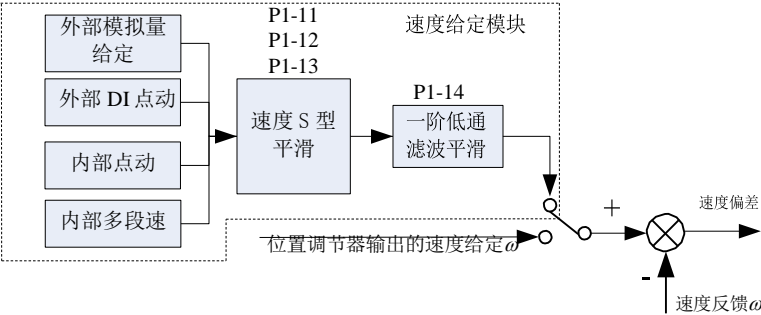 P1-11
P1-12
P1-13
速度给定模块
外部模拟量
给定
外部 DI 点动
内部点动
内部多段速
速度 S 型
平滑
P1-14
一阶低通
滤波平滑
+
速度偏差
位置调节器输出的速度给定ω
-
速度反馈ω